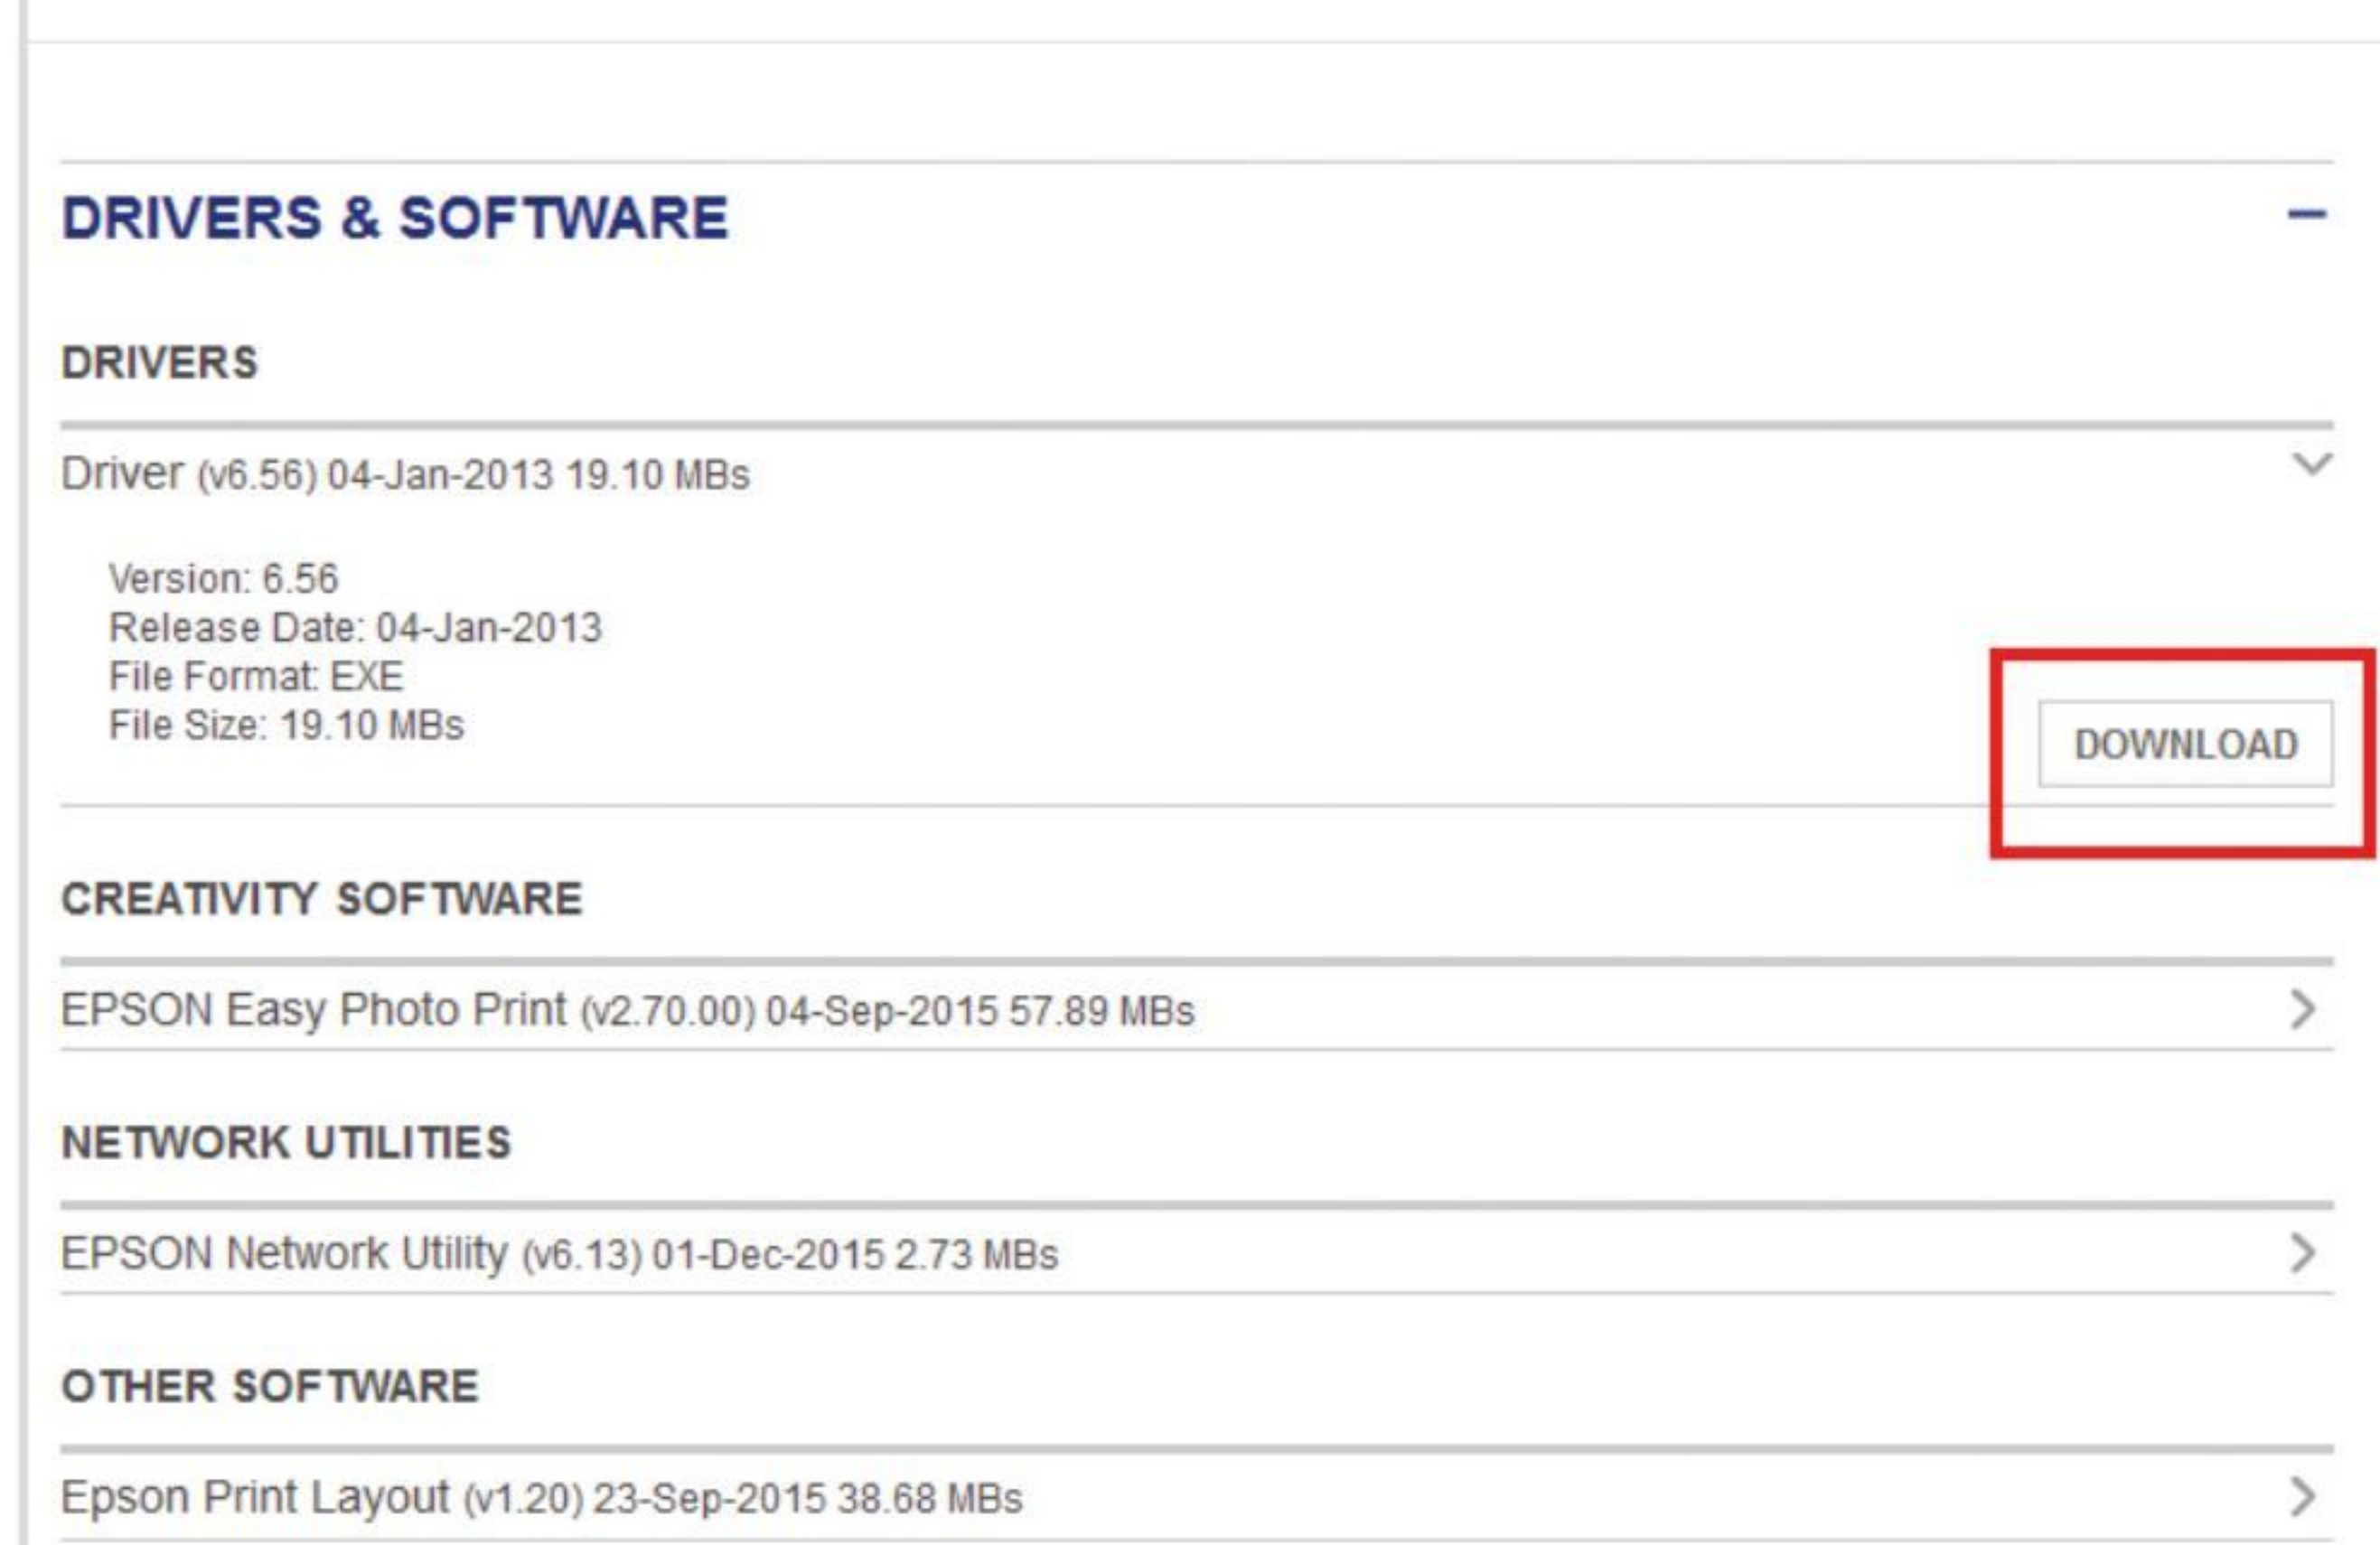 DRIVERS & SOFTWARE
DRIVERS
Driver (v6.56) 04-Jan-2013 19.10 MBs
Version: 6.56
Release Date: 04-Jan-2013
File Format: EXE
File Size: 19.10 MBs
DOWNLOAD
CREATIVITY SOFTWARE
EPSON Easy Photo Print (v2.70.00) 04-Sep-2015 57.89 MBs
NETWORK UTILITIES
EPSON Network Utility (v6.13) 01-Dec-2015 2.73 MBs
OTHER SOFTWARE
Epson Print Layout (v1.20) 23-Sep-2015 38.68 MBs